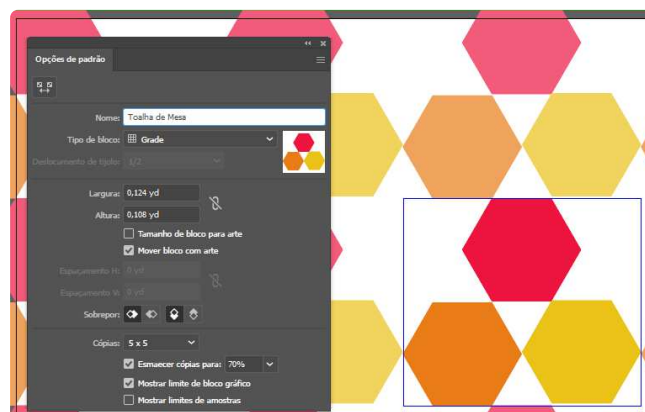 Opções de padrão
Nome: Toalha de Mesa
Tipo de bloco: Grade
Deslocamento de tijolo: 1/2
Largura: 0,124 yd
Altura: 0,108 yd
Tamanho de bloco para arte
Mover bloco com arte
Espaçamento H: 0 yd
Espaçamento V: 0 yd
Sobrepor:
Cópias: 5 x 5
Esmaecer cópias para: 70%
Mostrar limite de bloco gráfico
Mostrar limites de amostras